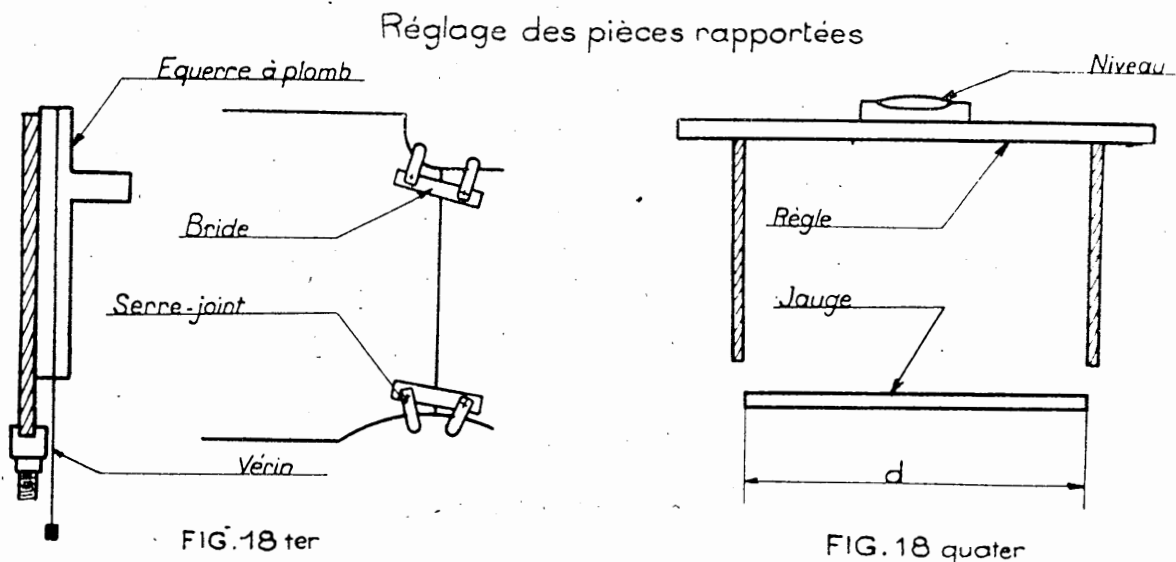 Réglage des pièces rapportées
Equerre à plomb
Bride
Serre-joint
Vérin
FIG. 18 ter
Niveau
Règle
Jauge
d
FIG. 18 quater